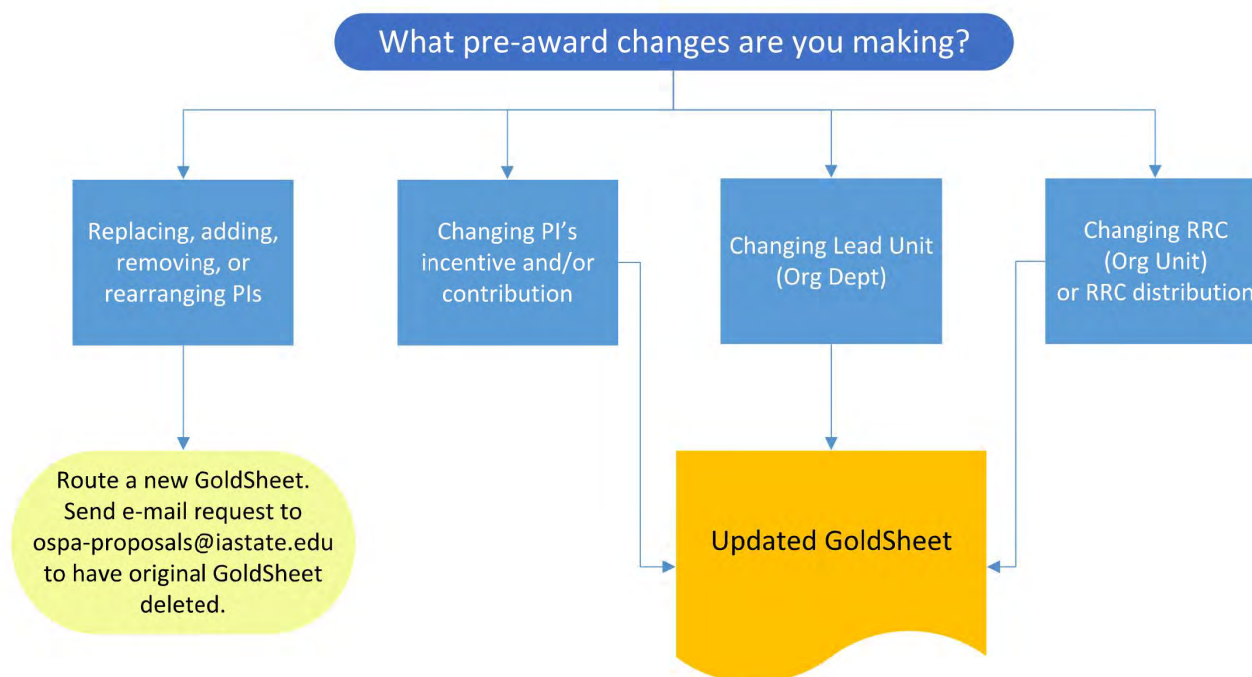 What pre-award changes are you making?
Replacing, adding,
removing, or
rearranging PIs
Changing PI’s
incentive and/or
contribution
Changing Lead Unit
(Org Dept)
Changing RRC
(Org Unit)
or RRC distribution
Route a new GoldSheet.
Send e-mail request to
ospa-proposals@iastate.edu
to have original GoldSheet
deleted.
Updated GoldSheet